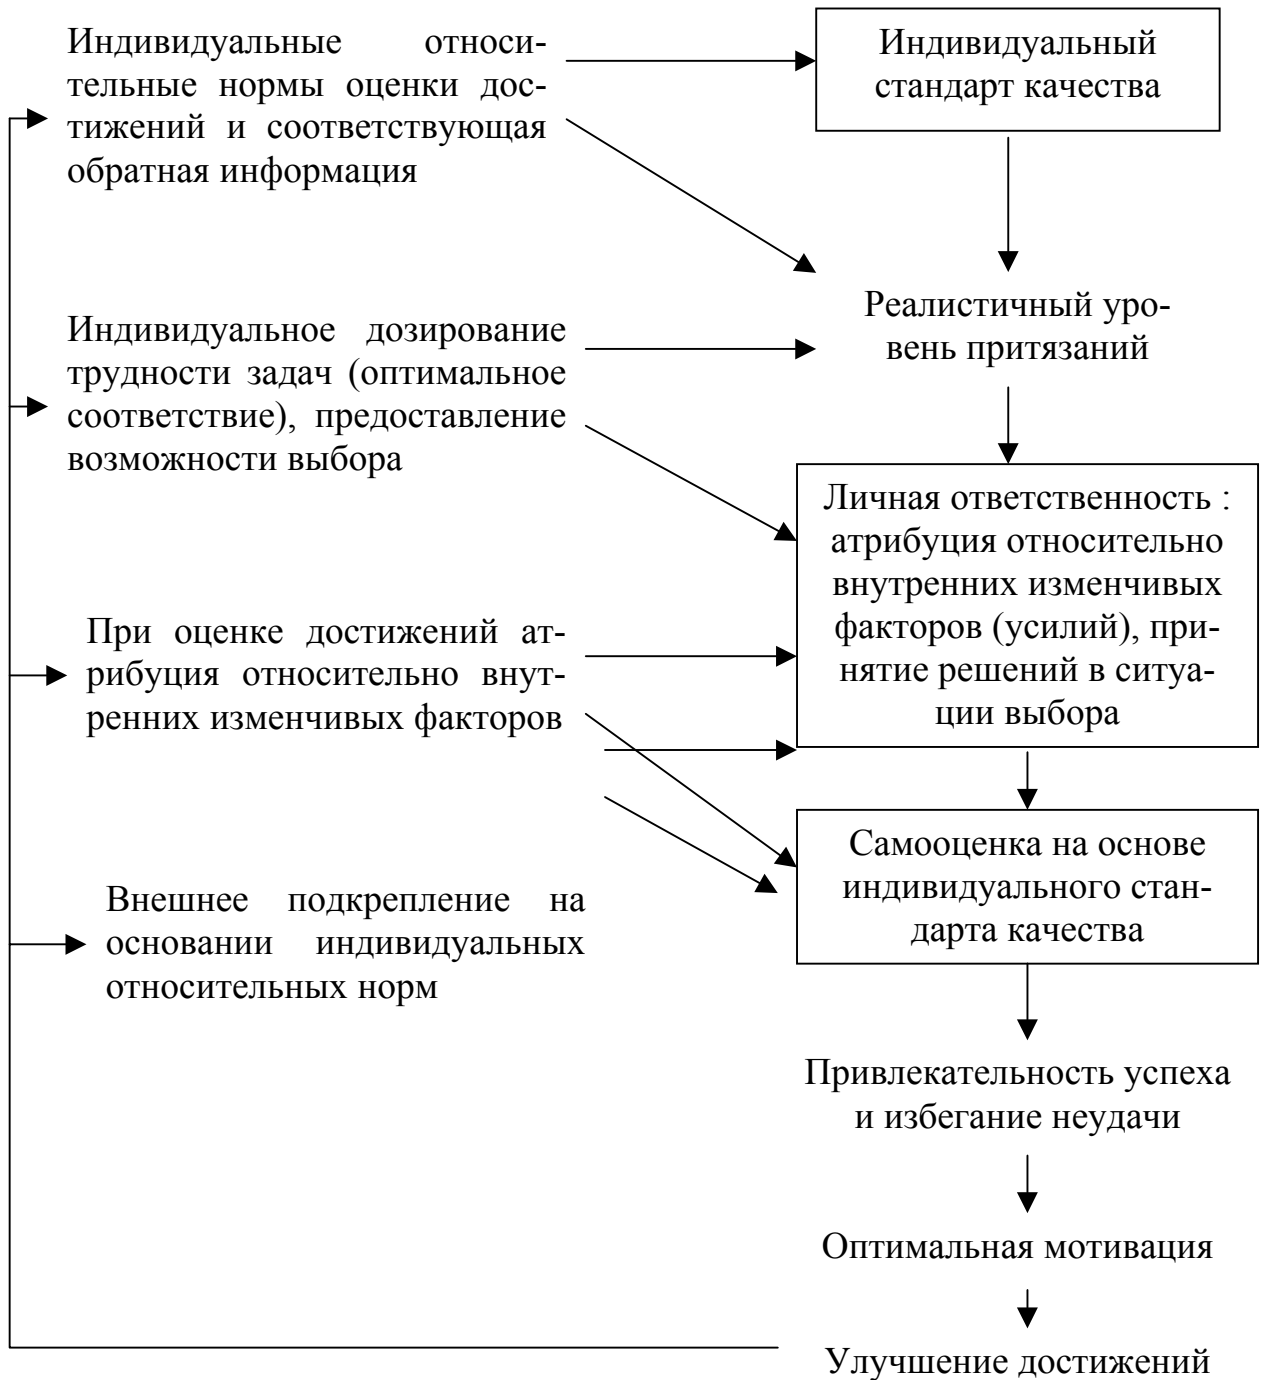 Индивидуальные относи-
тельные нормы оценки дос-
тижений и соответствующая
обратная информация
Индивидуальный
стандарт качества
Реалистичный уро-
вень притязаний
Индивидуальное дозирование
трудности задач (оптимальное
соответствие), предоставление
возможности выбора
Личная ответственность :
атрибуция относительно
внутренних изменчивых
факторов (усилий), при-
нятие решений в ситуа-
ции выбора
При оценке достижений ат-
рибуция относительно внут-
ренних изменчивых факторов
Самооценка на основе
индивидуального стан-
дарта качества
Внешнее подкрепление на
основании индивидуальных
относительных норм
Привлекательность успеха
и избегание неудачи
Оптимальная мотивация
Улучшение достижений